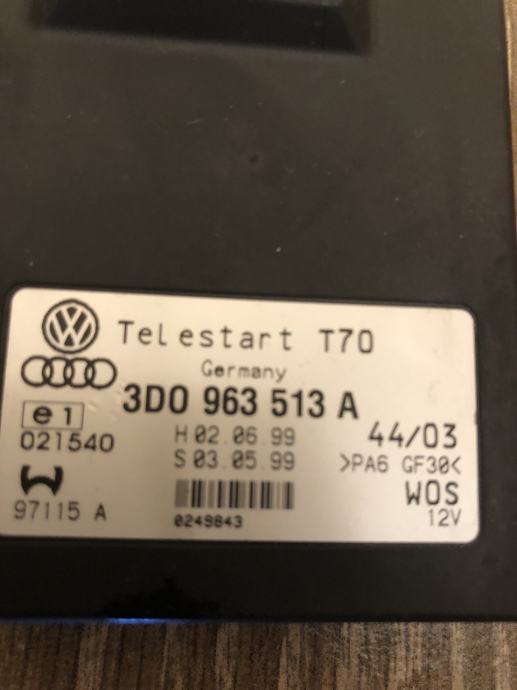 Telestart T70
Germany
3D0 963 513 A
e1
021540
H 02.06.99
S 03.05.99
44/03
>PA6 GF30<
WOS
12V
97115 A
0249843